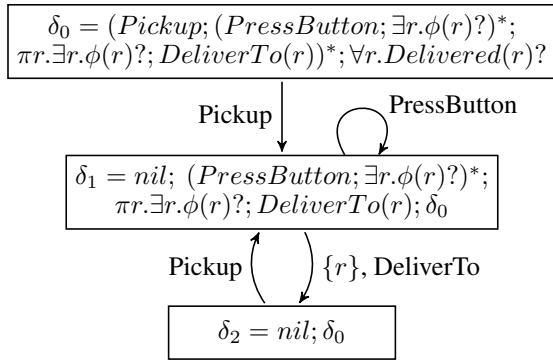 δ₀ = (Pickup; (PressButton; ∃r.ϕ(r)?)*;
πr.∃r.ϕ(r)?; DeliverTo(r))*; ∀r.Delivered(r)?
Pickup
PressButton
δ₁ = nil; (PressButton; ∃r.ϕ(r)?)*;
πr.∃r.ϕ(r)?; DeliverTo(r); δ₀
Pickup
{r}, DeliverTo
δ₂ = nil; δ₀